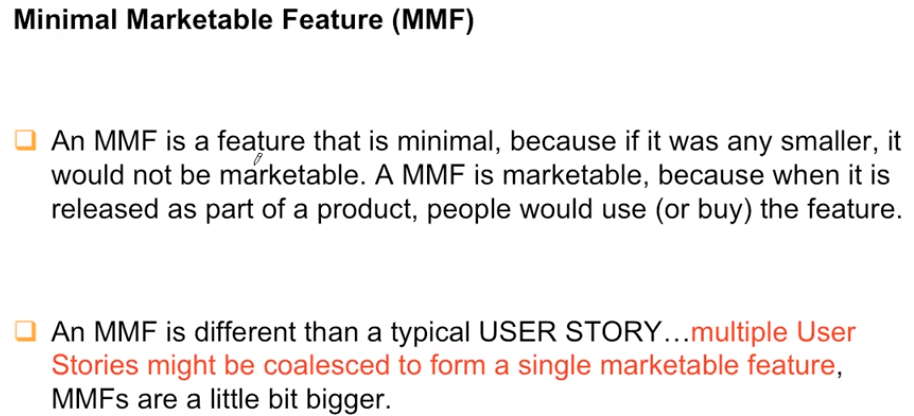 Minimal Marketable Feature (MMF)
An MMF is a feature that is minimal, because if it was any smaller, it
would not be marketable. A MMF is marketable, because when it is
released as part of a product, people would use (or buy) the feature.
An MMF is different than a typical USER STORY…multiple User
Stories might be coalesced to form a single marketable feature,
MMFs are a little bit bigger.